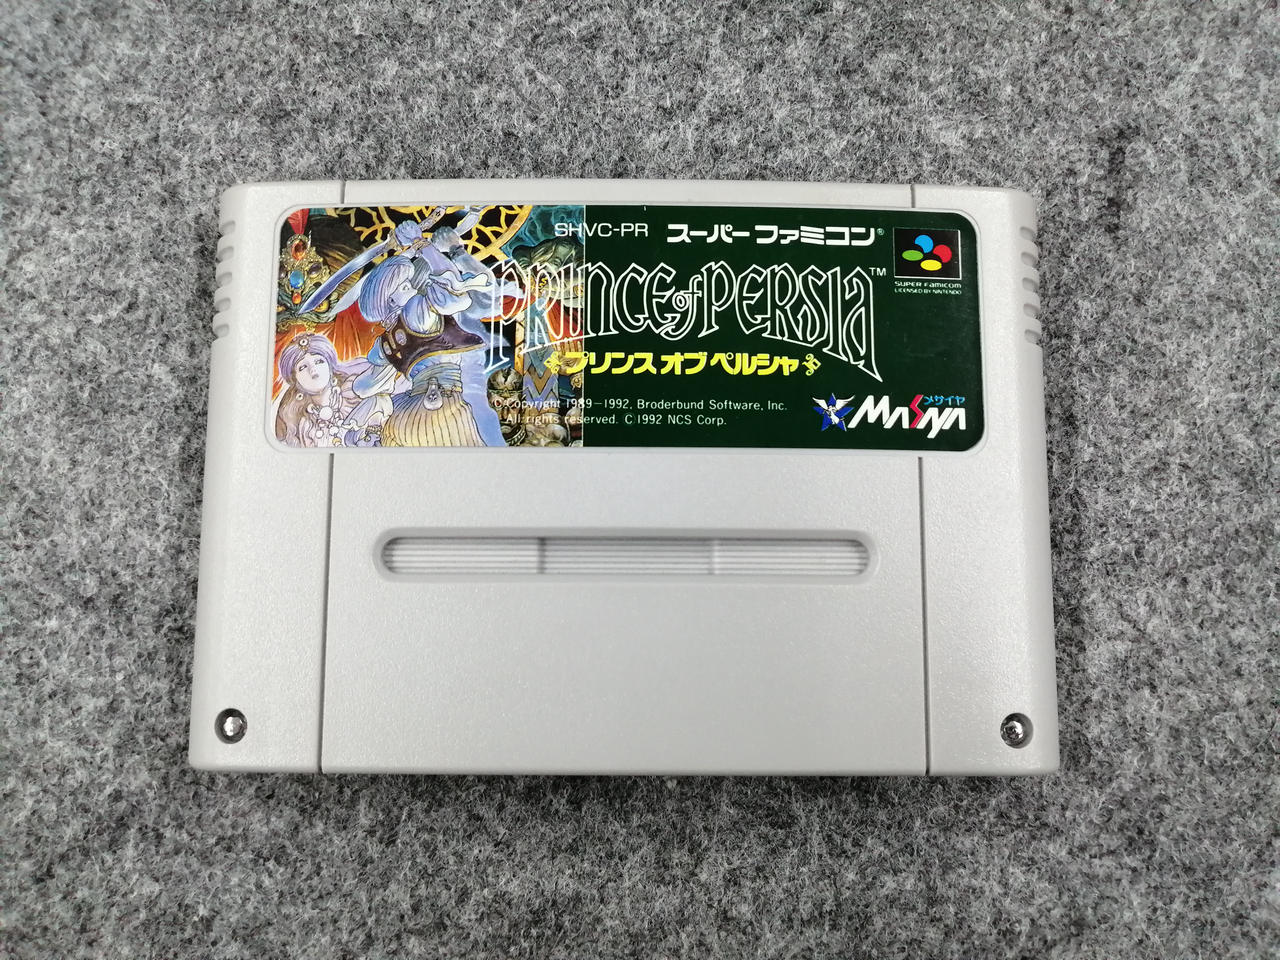 SHVC-PR スーパーファミコン®
SUPER FAMICOM
LICENSED BY NINTENDO
PRINCE of PERSIA™
プリンス オブ ペルシャ
© Copyright 1989-1992, Broderbund Software, Inc.
All rights reserved. © 1992 NCS Corp.
メサイヤ
MASAYA